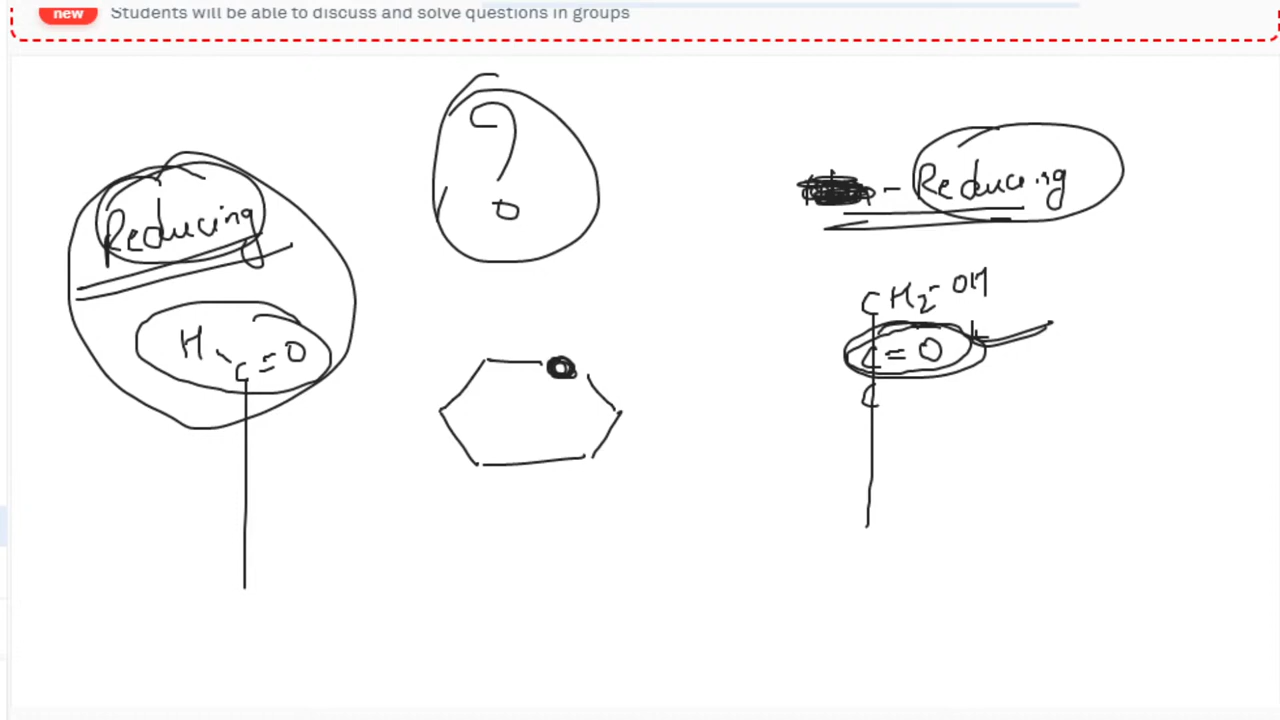 new Students will be able to discuss and solve questions in groups
?
Reducing
- Reducing
H - C = O
CH2-OH
C = O
C
O